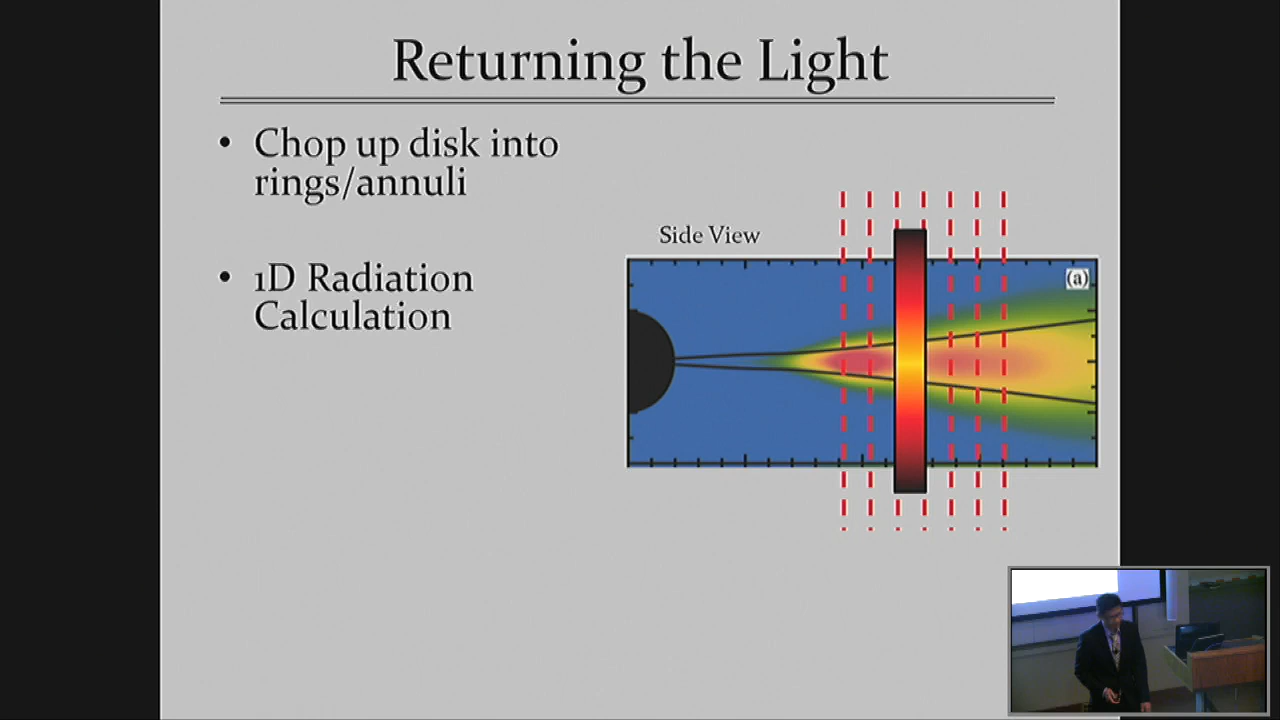 Returning the Light
• Chop up disk into
rings/annuli
• 1D Radiation
Calculation
Side View
(a)